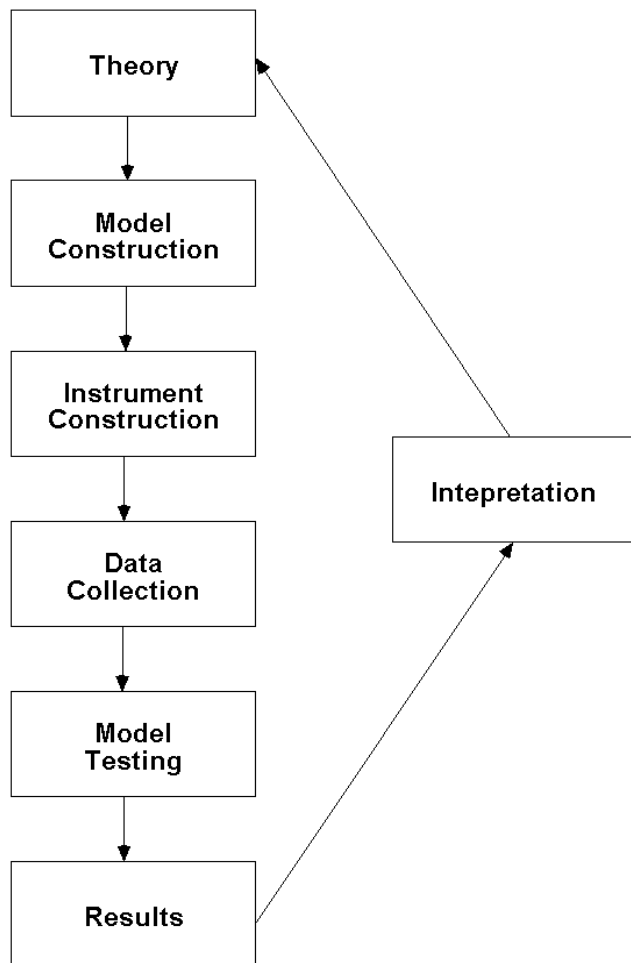 Theory
Model
Construction
Instrument
Construction
Data
Collection
Model
Testing
Results
Intepretation